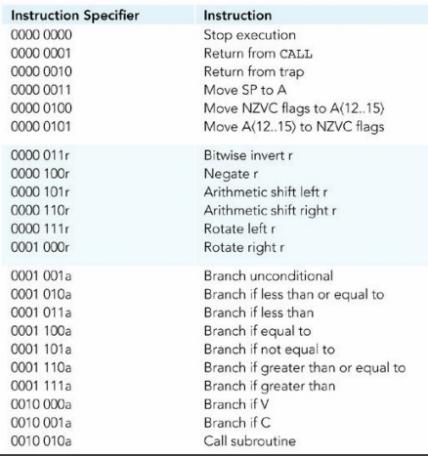 Instruction Specifier Instruction
0000 0000 Stop execution
0000 0001 Return from CALL
0000 0010 Return from trap
0000 0011 Move SP to A
0000 0100 Move NZVC flags to A(12..15)
0000 0101 Move A(12..15) to NZVC flags
0000 011r Bitwise invert r
0000 100r Negate r
0000 101r Arithmetic shift left r
0000 110r Arithmetic shift right r
0000 111r Rotate left r
0001 000r Rotate right r
0001 001a Branch unconditional
0001 010a Branch if less than or equal to
0001 011a Branch if less than
0001 100a Branch if equal to
0001 101a Branch if not equal to
0001 110a Branch if greater than or equal to
0001 111a Branch if greater than
0010 000a Branch if V
0010 001a Branch if C
0010 010a Call subroutine